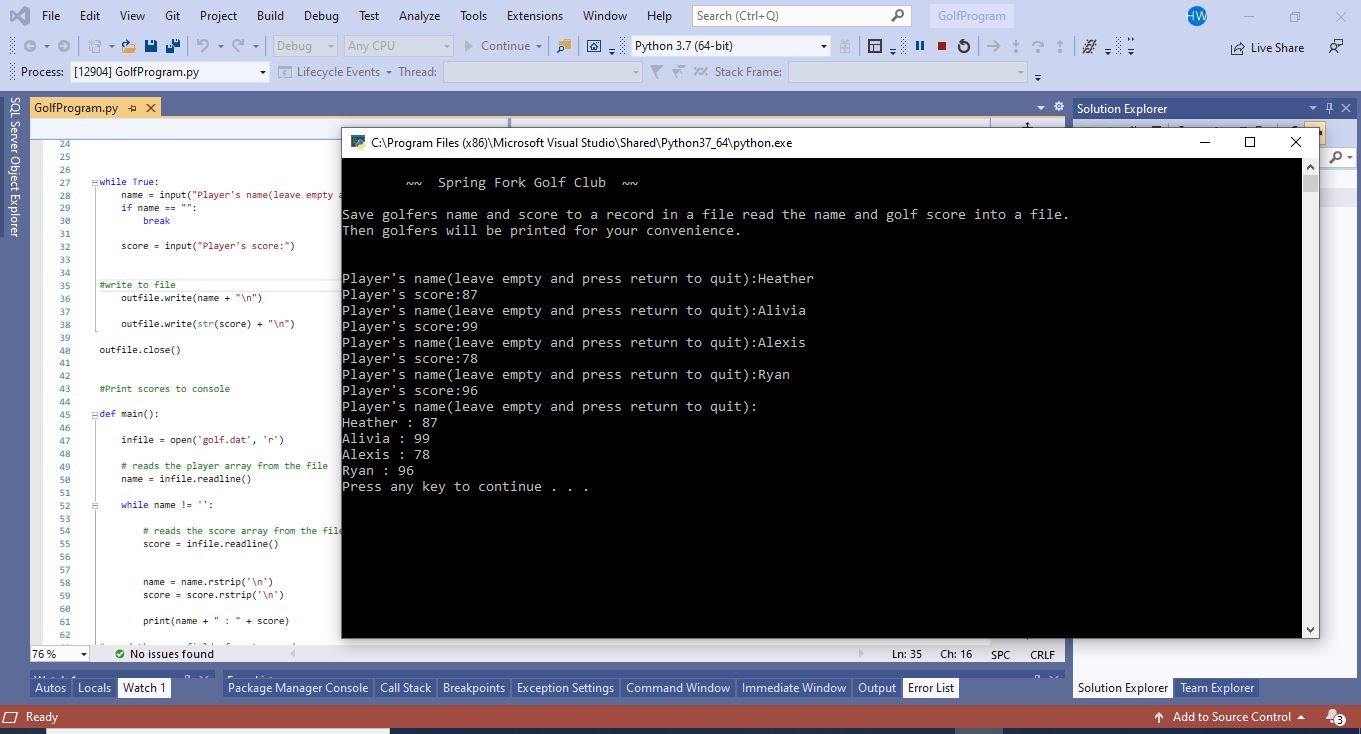 File Edit View Git Project Build Debug Test Analyze Tools Extensions Window Help Search (Ctrl+Q) GolfProgram HW
Debug Any CPU Continue Python 3.7 (64-bit) Live Share
Process: [12904] GolfProgram.py Lifecycle Events Thread: Stack Frame:
SQL Server Object Explorer
GolfProgram.py
Solution Explorer
24
25
26
27 while True:
28 name = input("Player's name(leave empty a
29 if name == "":
30 break
31
32 score = input("Player's score:")
33
34
35 #write to file
36 outfile.write(name + "\n")
37
38 outfile.write(str(score) + "\n")
39
40 outfile.close()
41
42
43 #Print scores to console
44
45 def main():
46
47 infile = open('golf.dat', 'r')
48
49 # reads the player array from the file
50 name = infile.readline()
51
52 while name != '':
53
54 # reads the score array from the file
55 score = infile.readline()
56
57
58 name = name.rstrip('\n')
59 score = score.rstrip('\n')
60
61 print(name + " : " + score)
62
C:\Program Files (x86)\Microsoft Visual Studio\Shared\Python37_64\python.exe
~~ Spring Fork Golf Club ~~
Save golfers name and score to a record in a file read the name and golf score into a file.
Then golfers will be printed for your convenience.
Player's name(leave empty and press return to quit):Heather
Player's score:87
Player's name(leave empty and press return to quit):Alivia
Player's score:99
Player's name(leave empty and press return to quit):Alexis
Player's score:78
Player's name(leave empty and press return to quit):Ryan
Player's score:96
Player's name(leave empty and press return to quit):
Heather : 87
Alivia : 99
Alexis : 78
Ryan : 96
Press any key to continue . . .
76 % No issues found Ln: 35 Ch: 16 SPC CRLF
Autos Locals Watch 1 Package Manager Console Call Stack Breakpoints Exception Settings Command Window Immediate Window Output Error List Solution Explorer Team Explorer
Ready Add to Source Control 3